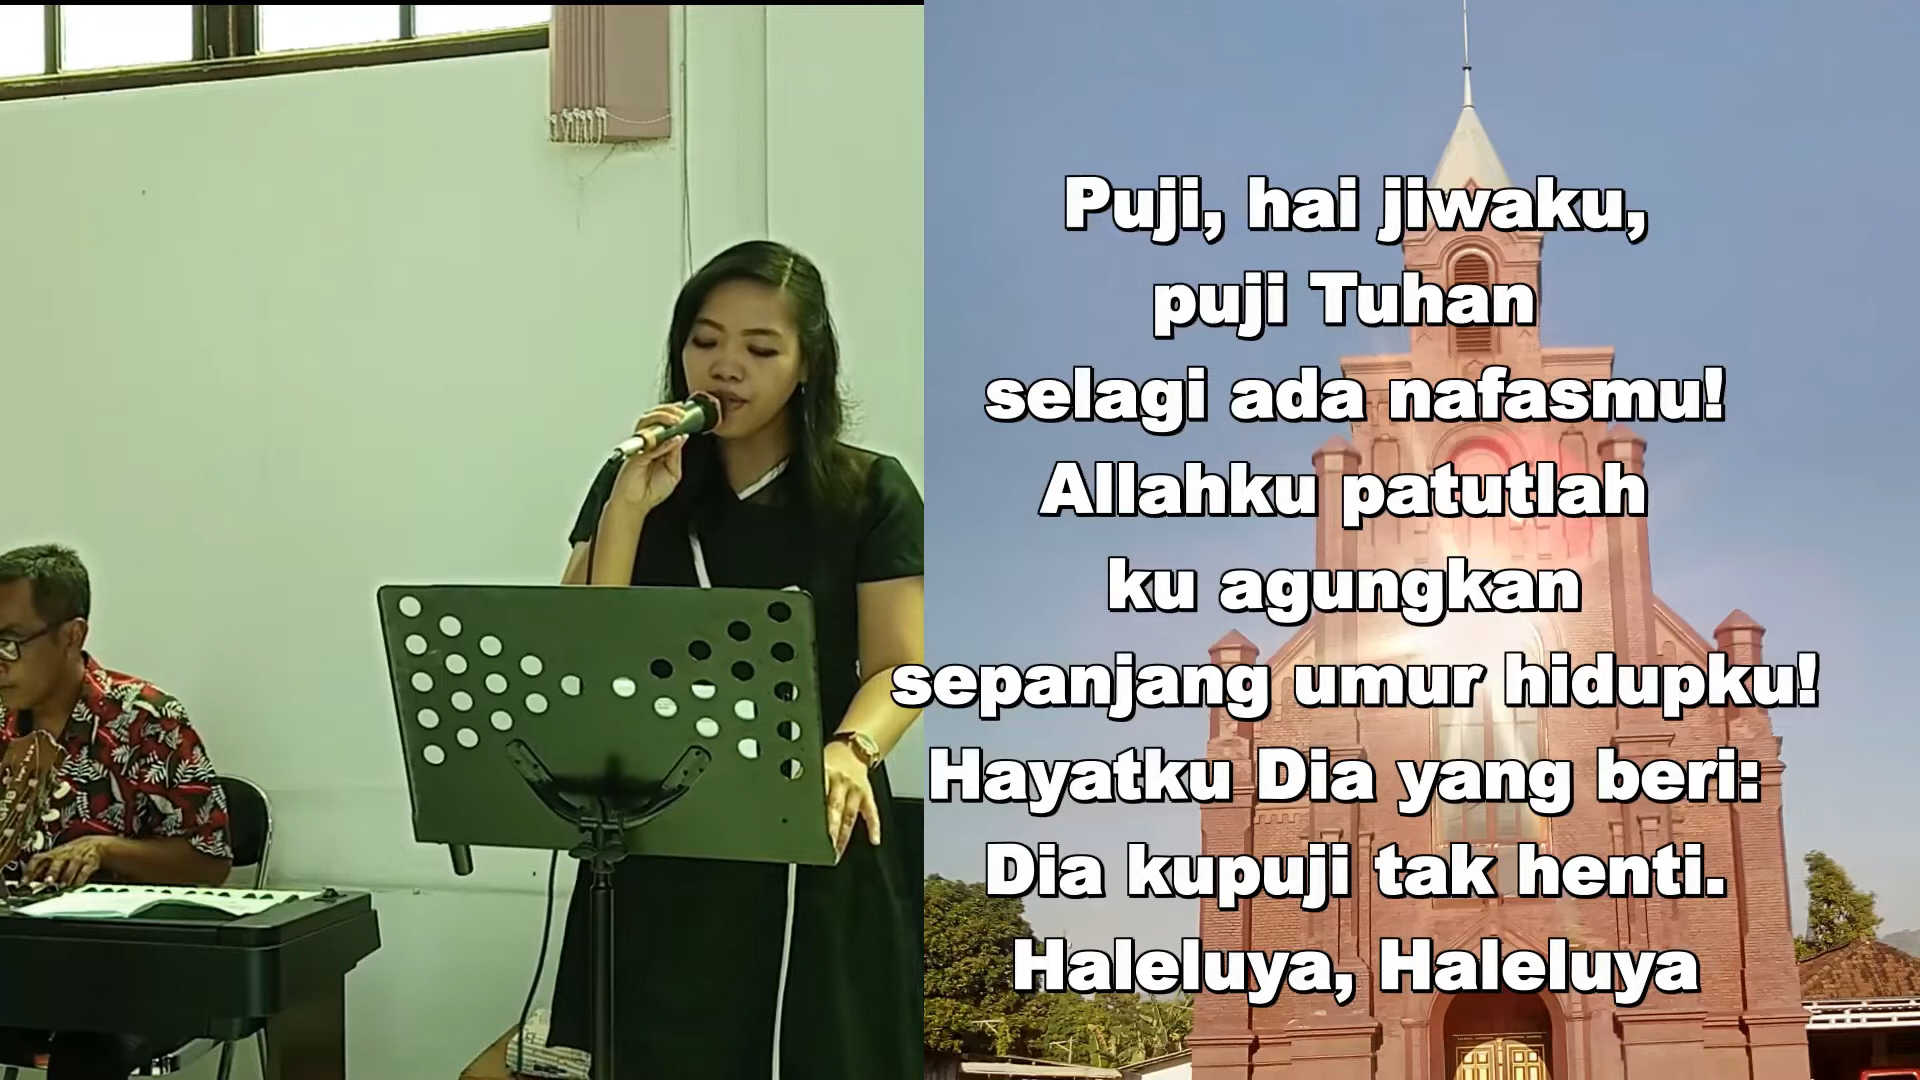 Puji, hai jiwaku,
puji Tuhan
selagi ada nafasmu!
Allahku patutlah
ku agungkan
sepanjang umur hidupku!
Hayatku Dia yang beri:
Dia kupuji tak henti.
Haleluya, Haleluya